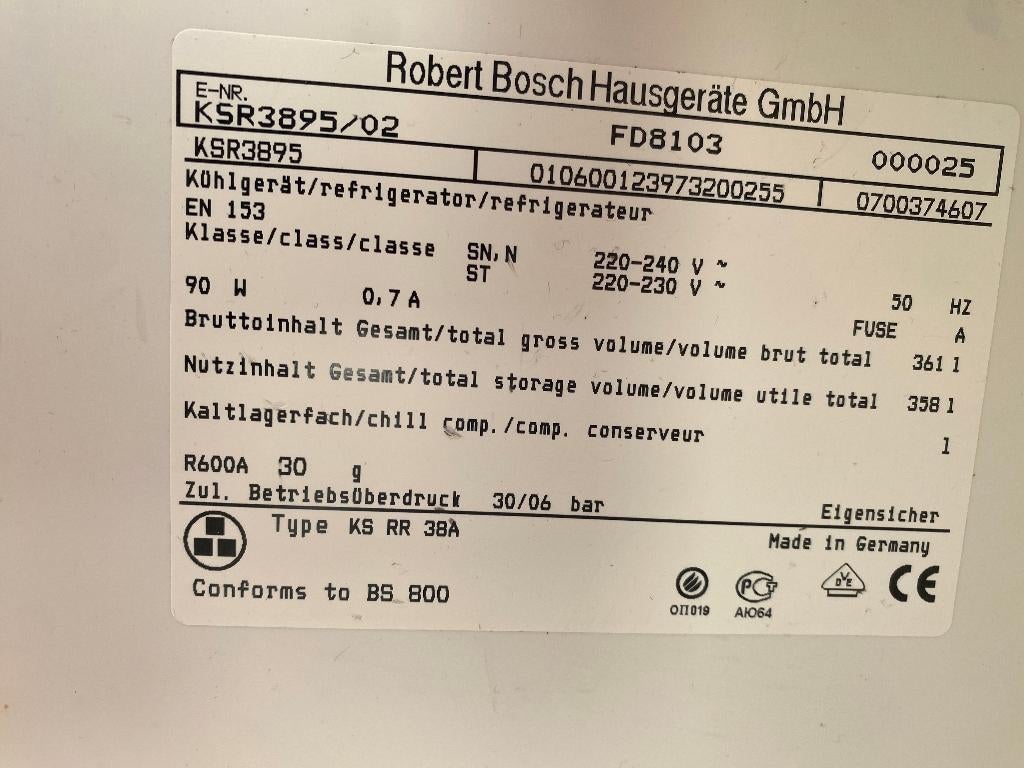 Robert Bosch Hausgeräte GmbH
E-NR.
KSR3895/02 FD8103 000025
KSR3895 010600123973200255 0700374607
Kühlgerät/refrigerator/refrigerateur
EN 153
Klasse/class/classe SN,N 220-240 V ~
ST 220-230 V ~ 50 HZ
90 W 0,7 A FUSE A
Bruttoinhalt Gesamt/total gross volume/volume brut total 361 l
Nutzinhalt Gesamt/total storage volume/volume utile total 358 l
Kaltlagerfach/chill comp./comp. conserveur l
R600A 30 g
Zul. Betriebsüberdruck 30/06 bar Eigensicher
Type KS RR 38A Made in Germany
Conforms to BS 800
ОП019 АЮ64 DVE CE